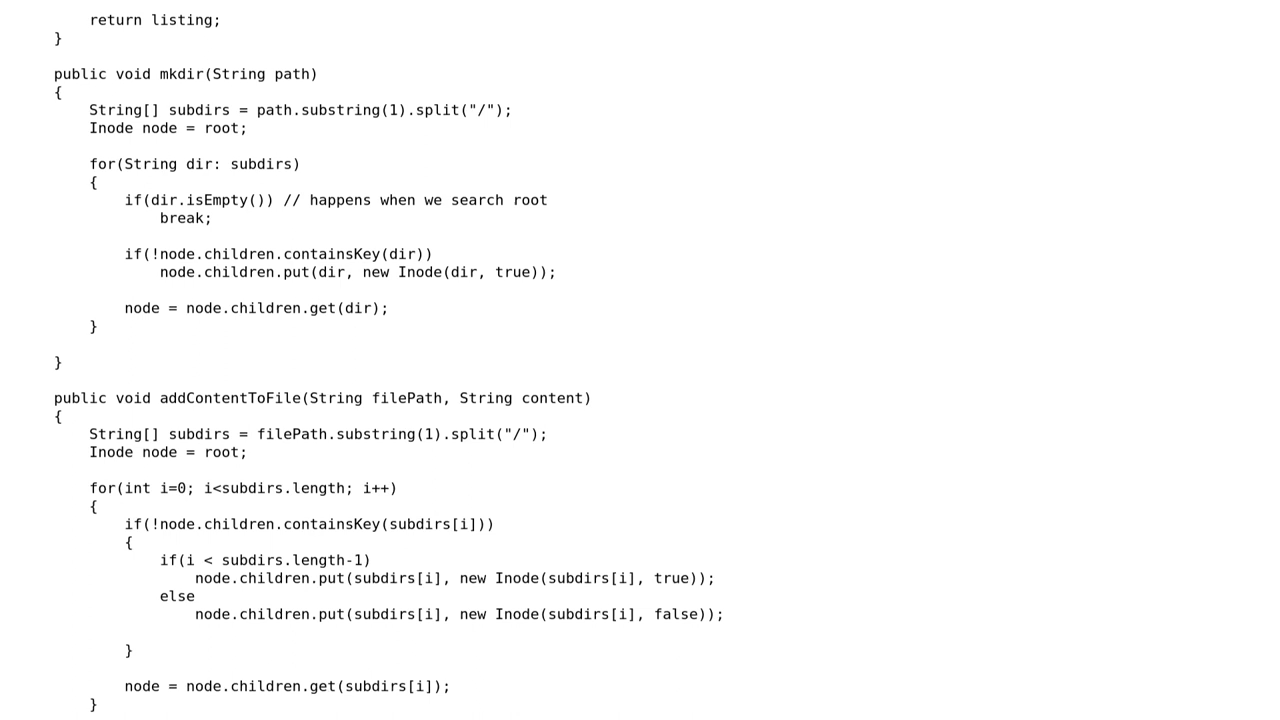 return listing;
    }

    public void mkdir(String path)
    {
        String[] subdirs = path.substring(1).split("/");
        Inode node = root;

        for(String dir: subdirs)
        {
            if(dir.isEmpty()) // happens when we search root
                break;

            if(!node.children.containsKey(dir))
                node.children.put(dir, new Inode(dir, true));

            node = node.children.get(dir);
        }

    }

    public void addContentToFile(String filePath, String content)
    {
        String[] subdirs = filePath.substring(1).split("/");
        Inode node = root;

        for(int i=0; i<subdirs.length; i++)
        {
            if(!node.children.containsKey(subdirs[i]))
            {
                if(i < subdirs.length-1)
                    node.children.put(subdirs[i], new Inode(subdirs[i], true));
                else
                    node.children.put(subdirs[i], new Inode(subdirs[i], false));

            }

            node = node.children.get(subdirs[i]);
        }